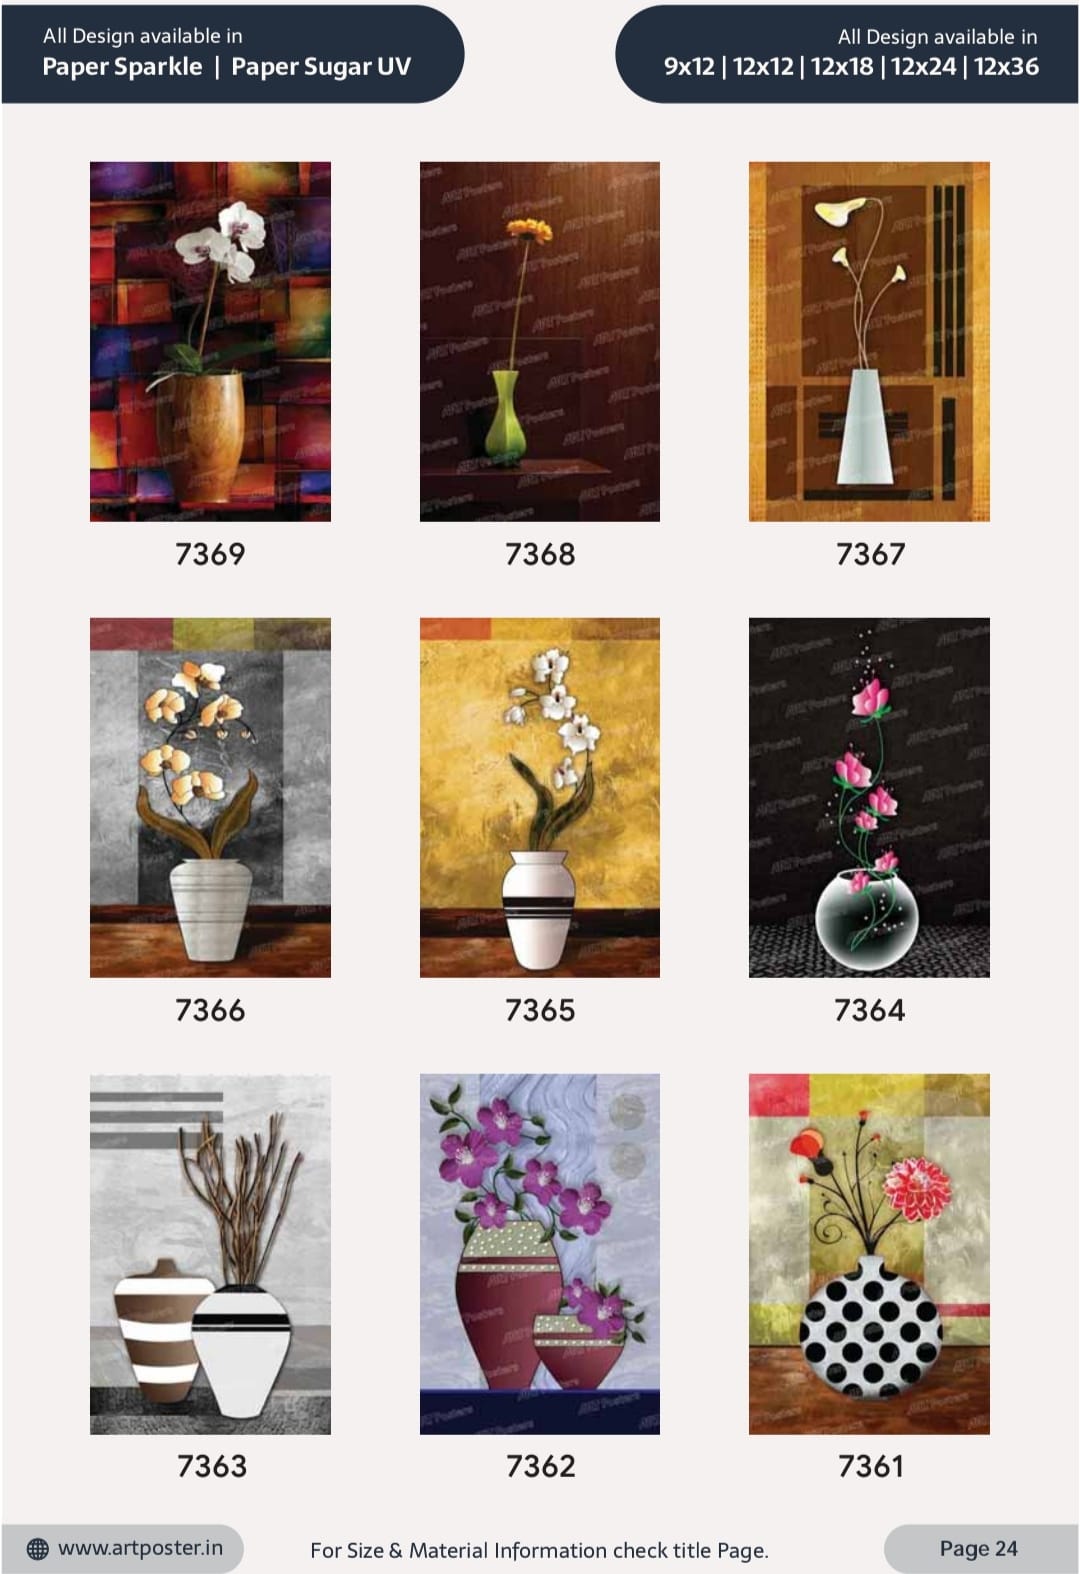 All Design available in
Paper Sparkle | Paper Sugar UV
All Design available in
9x12 | 12x12 | 12x18 | 12x24 | 12x36
7369
7368
7367
7366
7365
7364
7363
7362
7361
www.artposter.in
For Size & Material Information check title Page.
Page 24